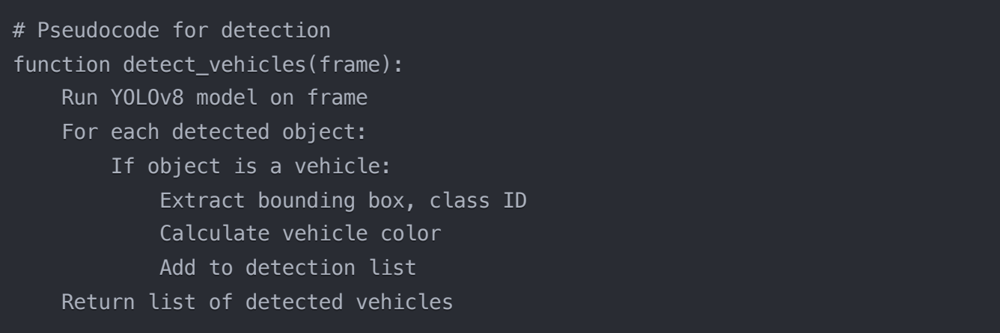 # Pseudocode for detection
function detect_vehicles(frame):
    Run YOLOv8 model on frame
    For each detected object:
        If object is a vehicle:
            Extract bounding box, class ID
            Calculate vehicle color
            Add to detection list
    Return list of detected vehicles